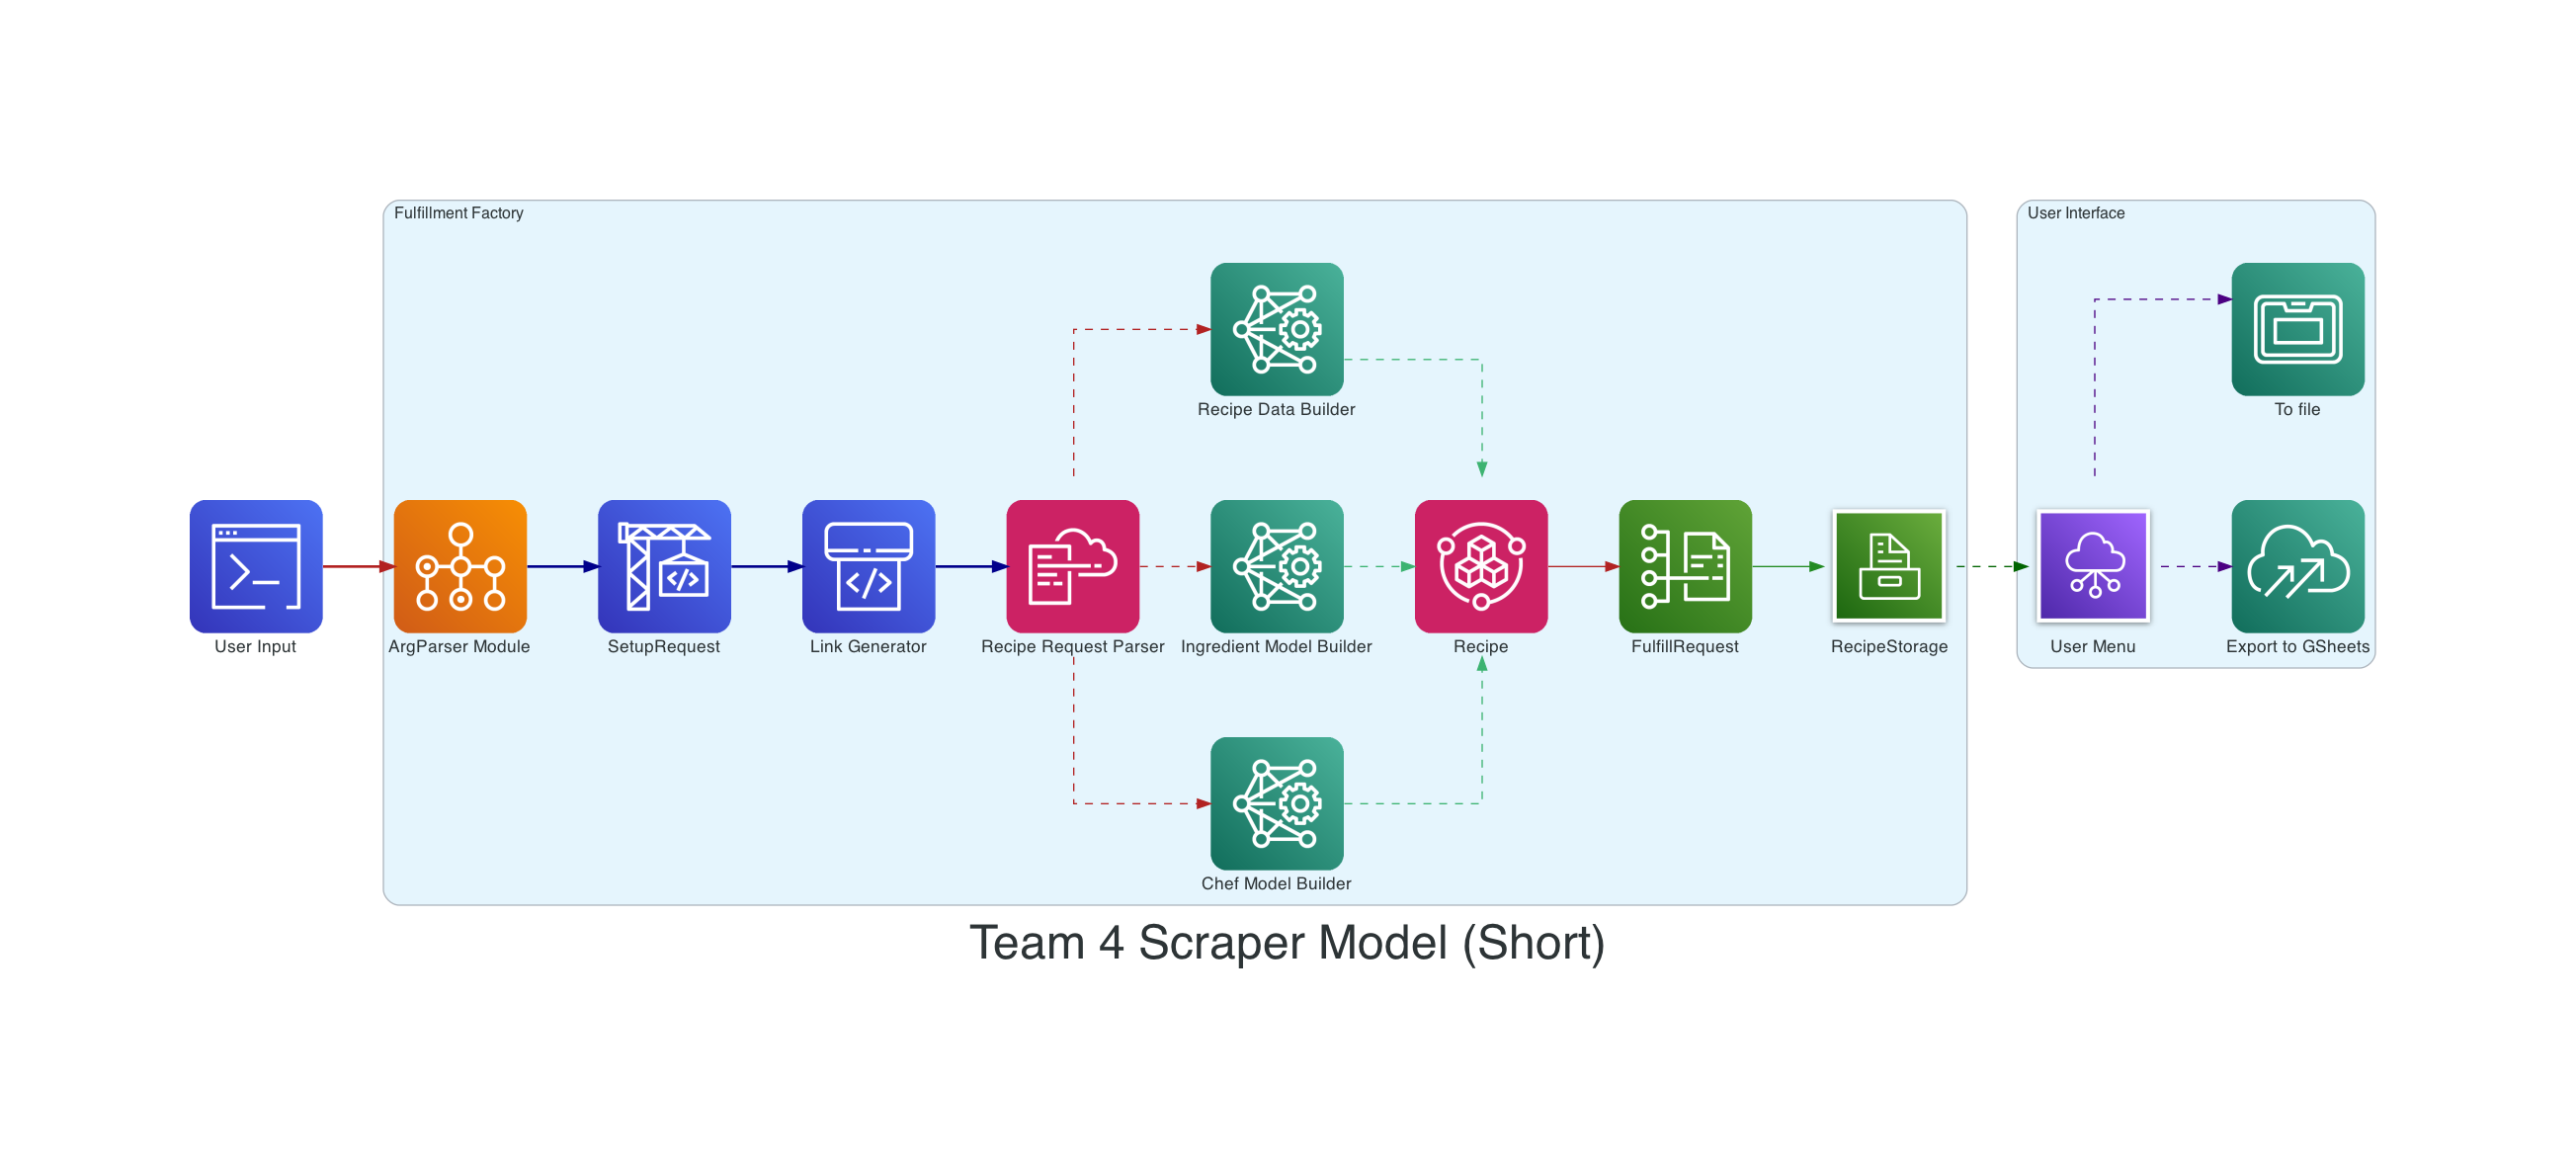 Fulfillment Factory
User Interface
Recipe Data Builder
To file
User Input
ArgParser Module
SetupRequest
Link Generator
Recipe Request Parser
Ingredient Model Builder
Recipe
FulfillRequest
RecipeStorage
User Menu
Export to GSheets
Chef Model Builder
Team 4 Scraper Model (Short)